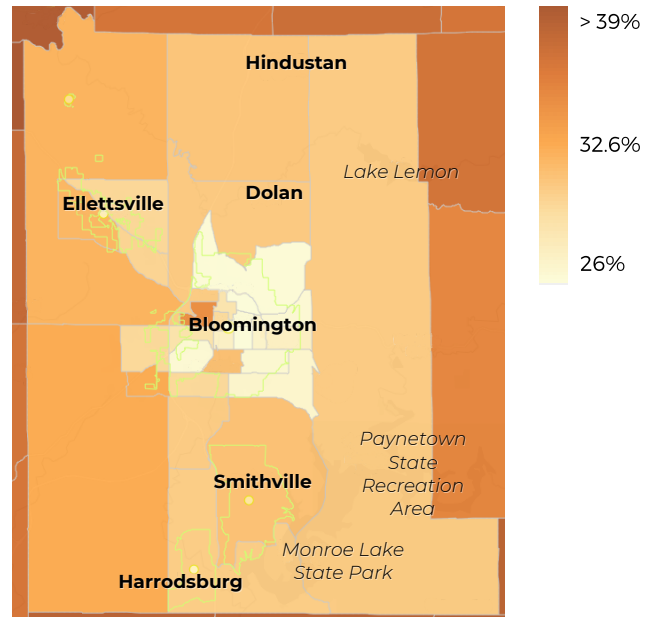 > 39%
Hindustan
32.6%
Lake Lemon
Dolan
Ellettsville
26%
Bloomington
Paynetown
State
Recreation
Area
Smithville
Monroe Lake
State Park
Harrodsburg